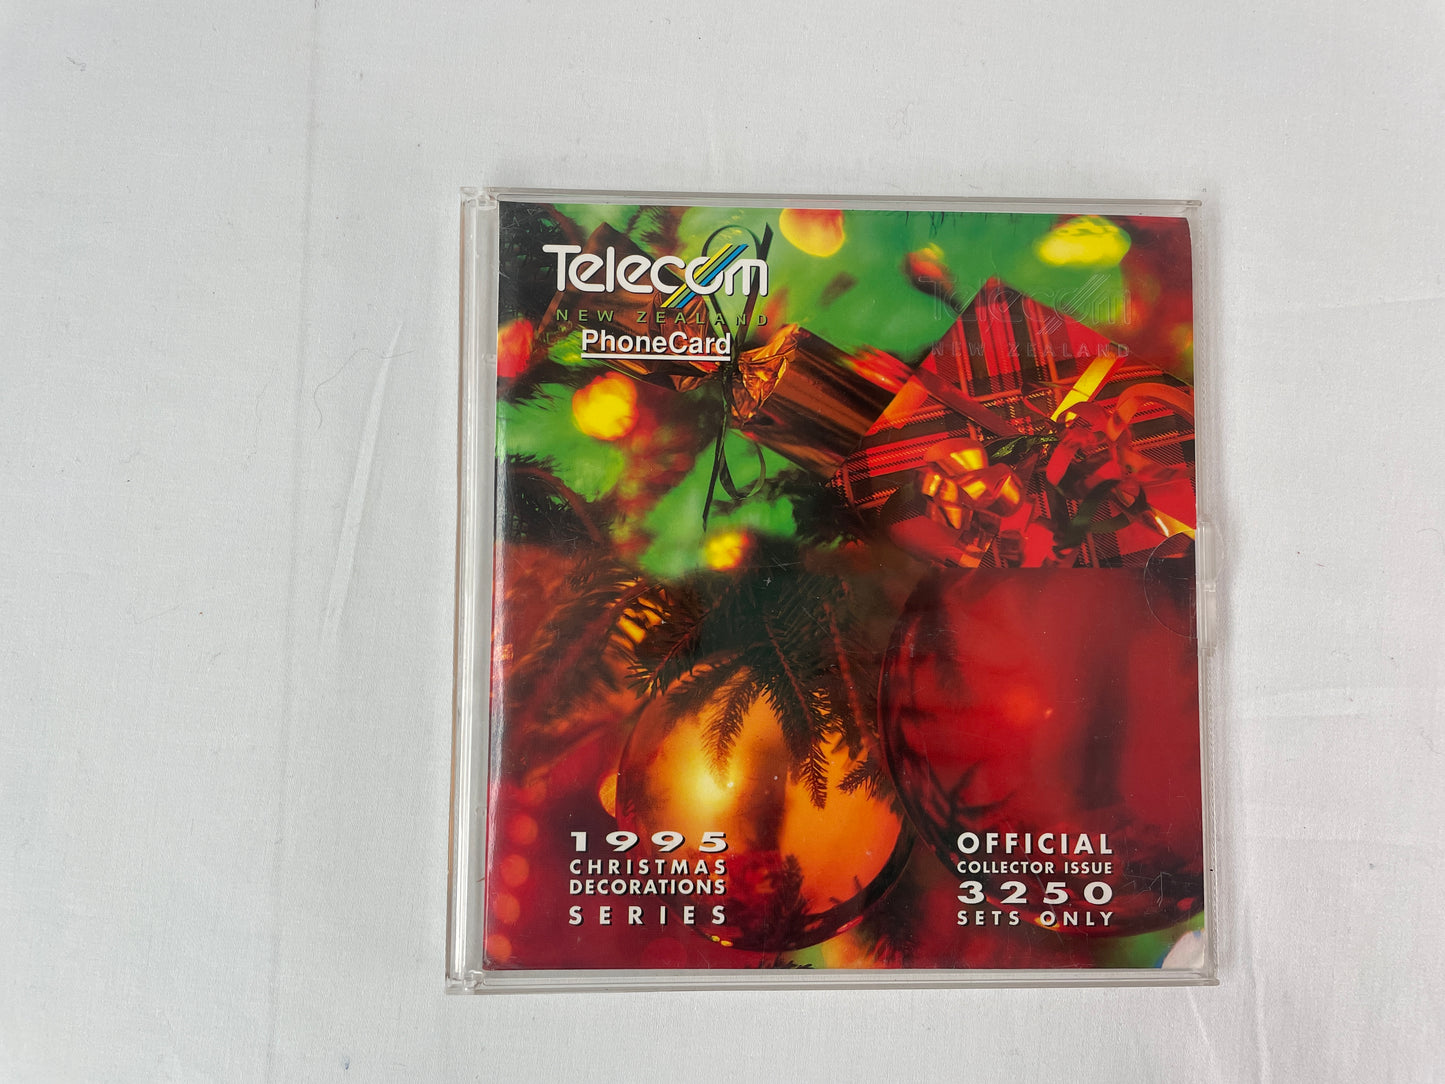 Telecom
NEW ZEALAND
PhoneCard
Telecom
NEW ZEALAND
1995
CHRISTMAS
DECORATIONS
SERIES
OFFICIAL
COLLECTOR ISSUE
3250
SETS ONLY